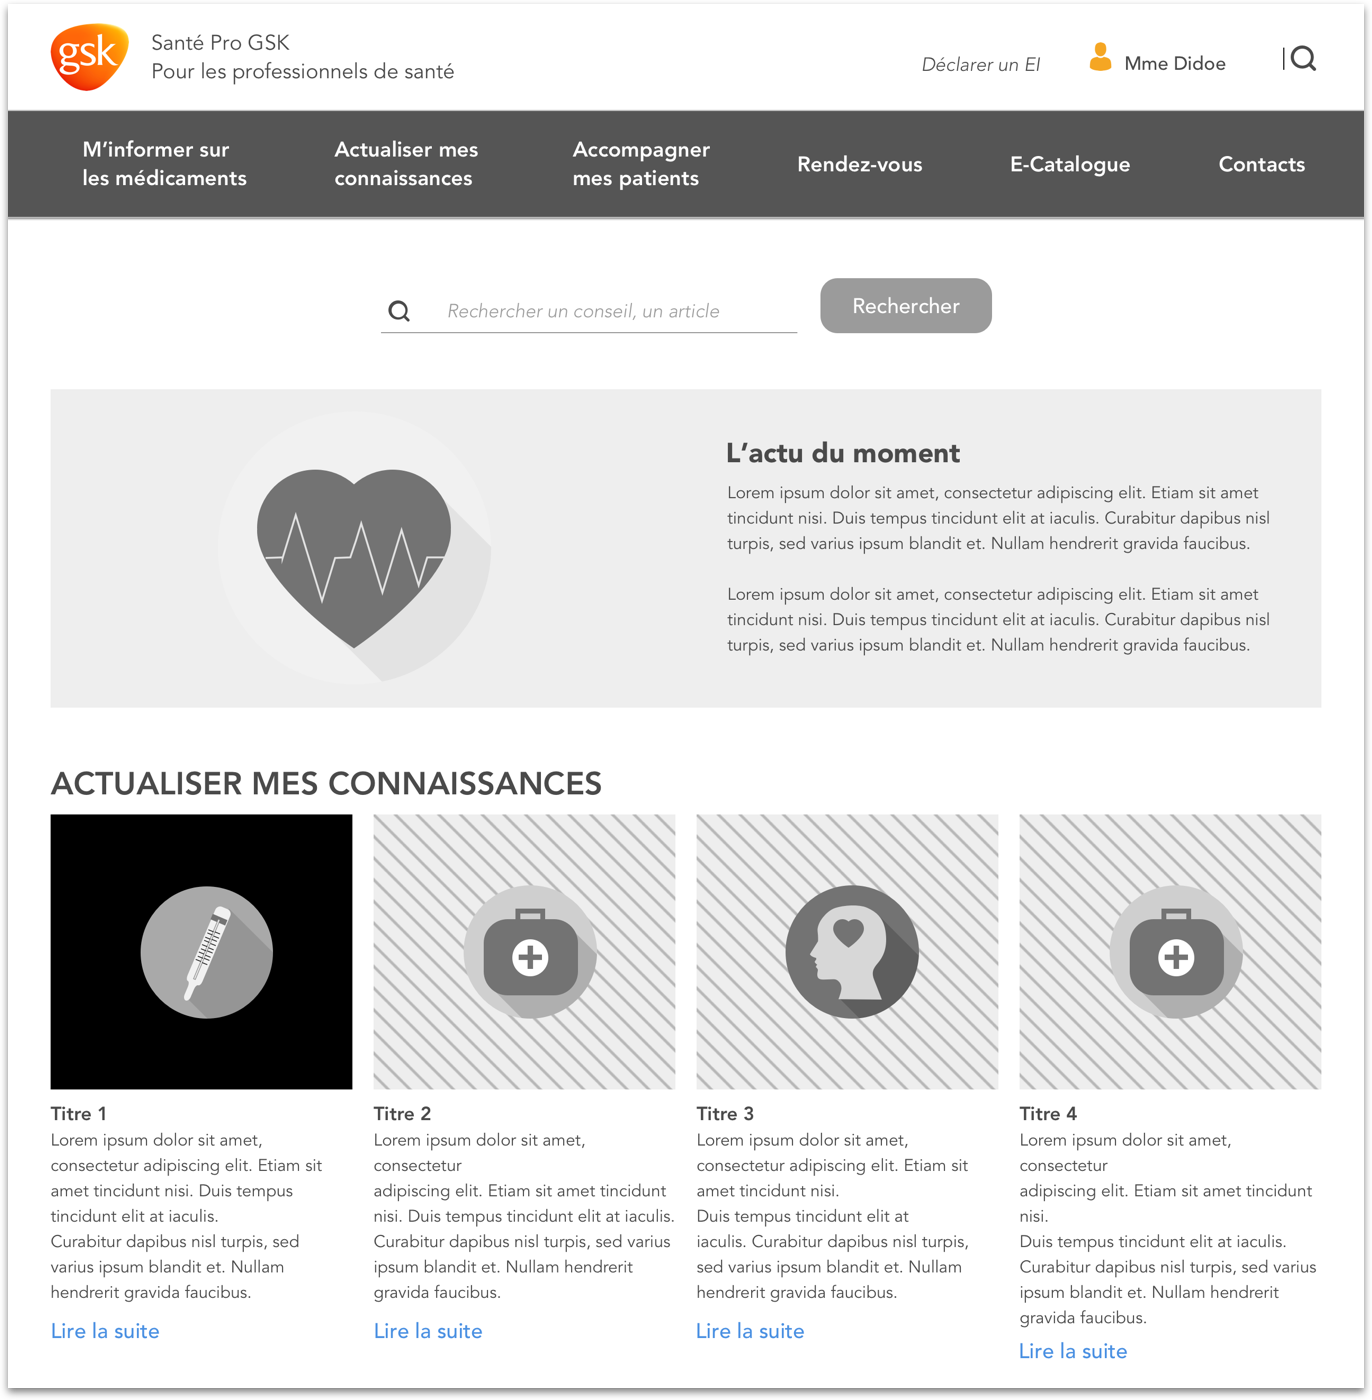 gsk
Santé Pro GSK
Pour les professionnels de santé
Déclarer un EI
Mme Didoe
M’informer sur
les médicaments
Actualiser mes
connaissances
Accompagner
mes patients
Rendez-vous
E-Catalogue
Contacts
Rechercher un conseil, un article
Rechercher
L’actu du moment
Lorem ipsum dolor sit amet, consectetur adipiscing elit. Etiam sit amet
tincidunt nisi. Duis tempus tincidunt elit at iaculis. Curabitur dapibus nisl
turpis, sed varius ipsum blandit et. Nullam hendrerit gravida faucibus.
Lorem ipsum dolor sit amet, consectetur adipiscing elit. Etiam sit amet
tincidunt nisi. Duis tempus tincidunt elit at iaculis. Curabitur dapibus nisl
turpis, sed varius ipsum blandit et. Nullam hendrerit gravida faucibus.
ACTUALISER MES CONNAISSANCES
Titre 1
Lorem ipsum dolor sit amet,
consectetur adipiscing elit. Etiam sit
amet tincidunt nisi. Duis tempus
tincidunt elit at iaculis.
Curabitur dapibus nisl turpis, sed
varius ipsum blandit et. Nullam
hendrerit gravida faucibus.
Lire la suite
Titre 2
Lorem ipsum dolor sit amet,
consectetur
adipiscing elit. Etiam sit amet tincidunt
nisi. Duis tempus tincidunt elit at iaculis.
Curabitur dapibus nisl turpis, sed varius
ipsum blandit et. Nullam hendrerit
gravida faucibus.
Lire la suite
Titre 3
Lorem ipsum dolor sit amet,
consectetur adipiscing elit. Etiam sit
amet tincidunt nisi.
Duis tempus tincidunt elit at
iaculis. Curabitur dapibus nisl turpis,
sed varius ipsum blandit et. Nullam
hendrerit gravida faucibus.
Lire la suite
Titre 4
Lorem ipsum dolor sit amet,
consectetur
adipiscing elit. Etiam sit amet tincidunt
nisi.
Duis tempus tincidunt elit at iaculis.
Curabitur dapibus nisl turpis, sed varius
ipsum blandit et. Nullam hendrerit
gravida faucibus.
Lire la suite